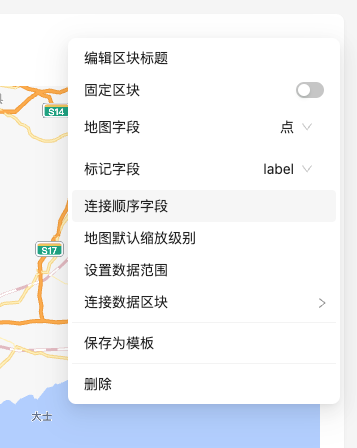 编辑区块标题
固定区块
S14
地图字段 点
标记字段 label
连接顺序字段
地图默认缩放级别
S17
设置数据范围
连接数据区块
保存为模板
删除
大士